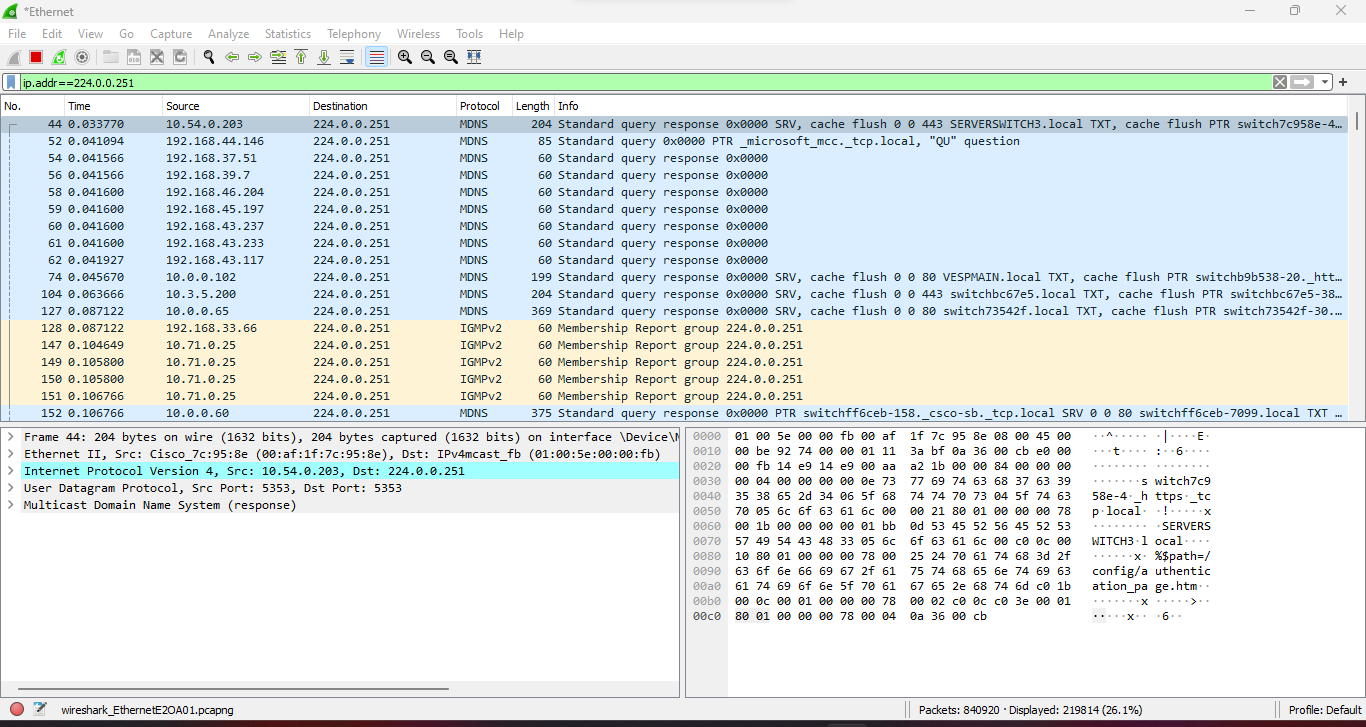 *Ethernet
File Edit View Go Capture Analyze Statistics Telephony Wireless Tools Help
ip.addr==224.0.0.251
No. Time Source Destination Protocol Length Info
44 0.033770 10.54.0.203 224.0.0.251 MDNS 204 Standard query response 0x0000 SRV, cache flush 0 0 443 SERVERSWITCH3.local TXT, cache flush PTR switch7c958e-4…
52 0.041094 192.168.44.146 224.0.0.251 MDNS 85 Standard query 0x0000 PTR _microsoft_mcc._tcp.local, "QU" question
54 0.041566 192.168.37.51 224.0.0.251 MDNS 60 Standard query response 0x0000
56 0.041566 192.168.39.7 224.0.0.251 MDNS 60 Standard query response 0x0000
58 0.041600 192.168.46.204 224.0.0.251 MDNS 60 Standard query response 0x0000
59 0.041600 192.168.45.197 224.0.0.251 MDNS 60 Standard query response 0x0000
60 0.041600 192.168.43.237 224.0.0.251 MDNS 60 Standard query response 0x0000
61 0.041600 192.168.43.233 224.0.0.251 MDNS 60 Standard query response 0x0000
62 0.041927 192.168.43.117 224.0.0.251 MDNS 60 Standard query response 0x0000
74 0.045670 10.0.0.102 224.0.0.251 MDNS 199 Standard query response 0x0000 SRV, cache flush 0 0 80 VESPMAIN.local TXT, cache flush PTR switchb9b538-20._htt…
104 0.063666 10.3.5.200 224.0.0.251 MDNS 204 Standard query response 0x0000 SRV, cache flush 0 0 443 switchbc67e5.local TXT, cache flush PTR switchbc67e5-38…
127 0.087122 10.0.0.65 224.0.0.251 MDNS 369 Standard query response 0x0000 SRV, cache flush 0 0 80 switch73542f.local TXT, cache flush PTR switch73542f-30.…
128 0.087122 192.168.33.66 224.0.0.251 IGMPv2 60 Membership Report group 224.0.0.251
147 0.104649 10.71.0.25 224.0.0.251 IGMPv2 60 Membership Report group 224.0.0.251
149 0.105800 10.71.0.25 224.0.0.251 IGMPv2 60 Membership Report group 224.0.0.251
150 0.105800 10.71.0.25 224.0.0.251 IGMPv2 60 Membership Report group 224.0.0.251
151 0.106766 10.71.0.25 224.0.0.251 IGMPv2 60 Membership Report group 224.0.0.251
152 0.106766 10.0.0.60 224.0.0.251 MDNS 375 Standard query response 0x0000 PTR switchff6ceb-158._csco-sb._tcp.local SRV 0 0 80 switchff6ceb-7099.local TXT …
Frame 44: 204 bytes on wire (1632 bits), 204 bytes captured (1632 bits) on interface \Device\N
Ethernet II, Src: Cisco_7c:95:8e (00:af:1f:7c:95:8e), Dst: IPv4mcast_fb (01:00:5e:00:00:fb)
Internet Protocol Version 4, Src: 10.54.0.203, Dst: 224.0.0.251
User Datagram Protocol, Src Port: 5353, Dst Port: 5353
Multicast Domain Name System (response)
0000 01 00 5e 00 00 fb 00 af 1f 7c 95 8e 08 00 45 00 ··^····· ·|····E·
0010 00 be 92 74 00 00 01 11 3a bf 0a 36 00 cb e0 00 ···t···· :··6····
0020 00 fb 14 e9 14 e9 00 aa a2 1b 00 00 84 00 00 00 ········ ········
0030 00 04 00 00 00 00 0e 73 77 69 74 63 68 37 63 39 ·······s witch7c9
0040 35 38 65 2d 34 06 5f 68 74 74 70 73 04 5f 74 63 58e-4·_h ttps·_tc
0050 70 05 6c 6f 63 61 6c 00 00 21 80 01 00 00 00 78 p·local· ·!·····x
0060 00 1b 00 00 00 00 01 bb 0d 53 45 52 56 45 52 53 ········ ·SERVERS
0070 57 49 54 43 48 33 05 6c 6f 63 61 6c 00 c0 0c 00 WITCH3·l ocal····
0080 10 80 01 00 00 00 78 00 25 24 70 61 74 68 3d 2f ······x· %$path=/
0090 63 6f 6e 66 69 67 2f 61 75 74 68 65 6e 74 69 63 config/a uthentic
00a0 61 74 69 6f 6e 5f 70 61 67 65 2e 68 74 6d c0 1b ation_pa ge.htm··
00b0 00 0c 00 01 00 00 00 78 00 02 c0 0c c0 3e 00 01 ·······x ·····>··
00c0 80 01 00 00 00 78 00 04 0a 36 00 cb ·····x·· ·6··
wireshark_EthernetE2OA01.pcapng
Packets: 840920 · Displayed: 219814 (26.1%)
Profile: Default